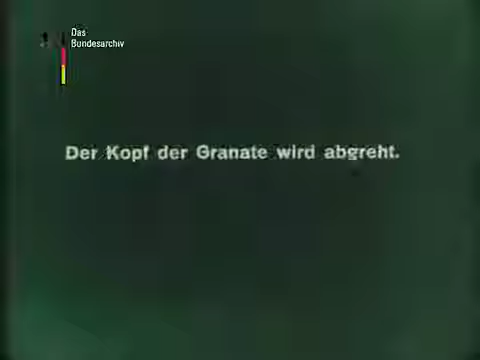 Das
Bundesarchiv
Der Kopf der Granate wird abgreht.